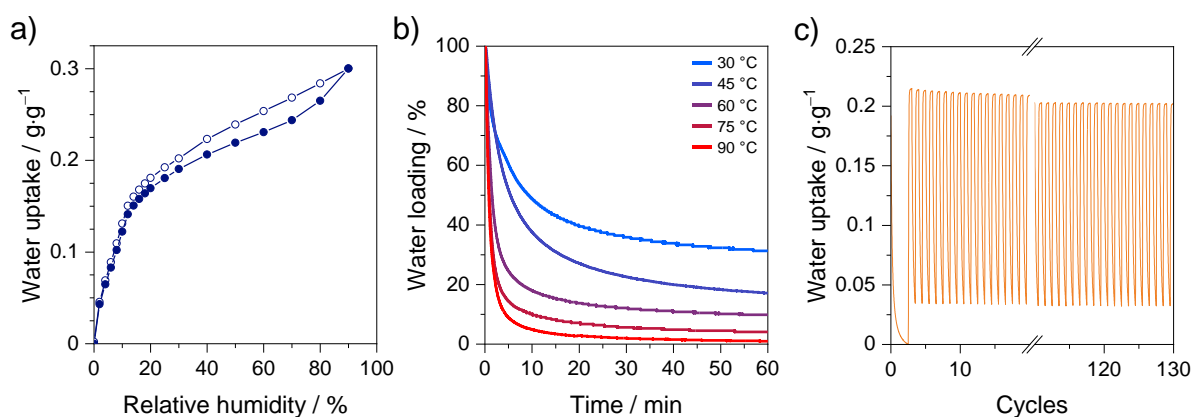 a)
0.3
0.2
0.1
0
0 20 40 60 80 100
Water uptake / g·g⁻¹
Relative humidity / %
b)
100
80
60
40
20
0
0 10 20 30 40 50 60
Water loading / %
Time / min
30 °C
45 °C
60 °C
75 °C
90 °C
c)
0.25
0.2
0.15
0.1
0.05
0
0 10 120 130
Water uptake / g·g⁻¹
Cycles